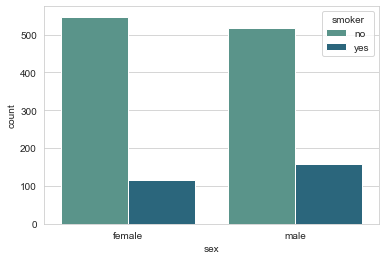 smoker
no
yes
500
400
300
200
100
0
count
female
male
sex